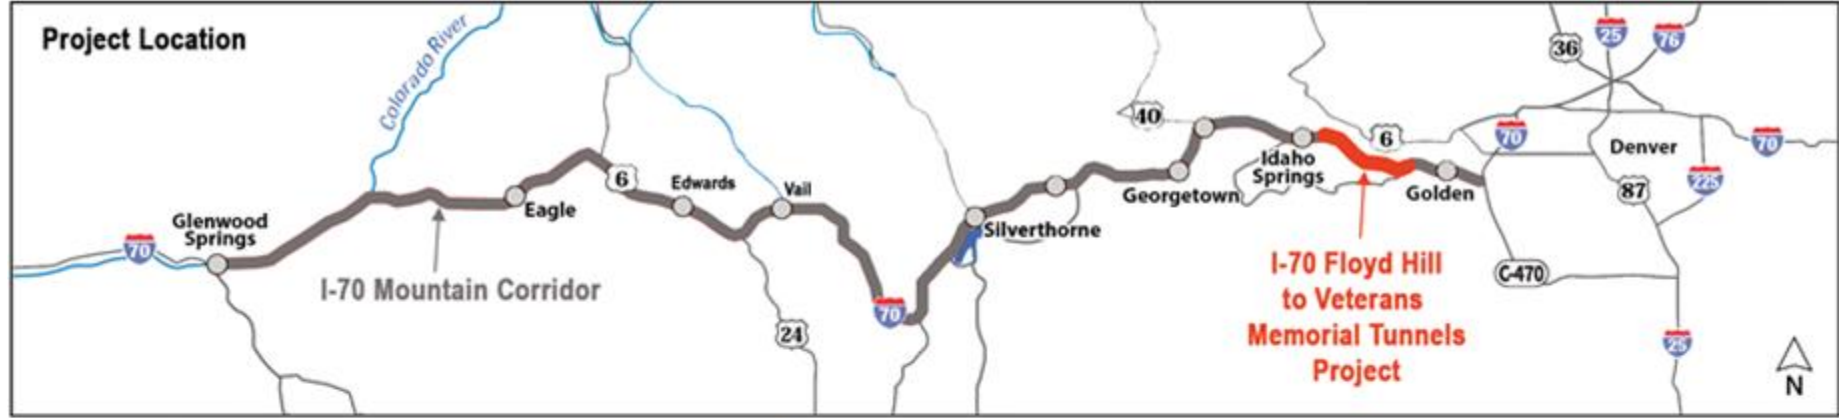 Project Location
Colorado River
36
25
76
40
6
70
Denver
70
Idaho
Springs
6
Edwards
Vail
Georgetown
Golden
225
87
Eagle
Glenwood
Springs
70
Silverthorne
I-70 Mountain Corridor
70
24
I-70 Floyd Hill
to Veterans
Memorial Tunnels
Project
C-470
25
N